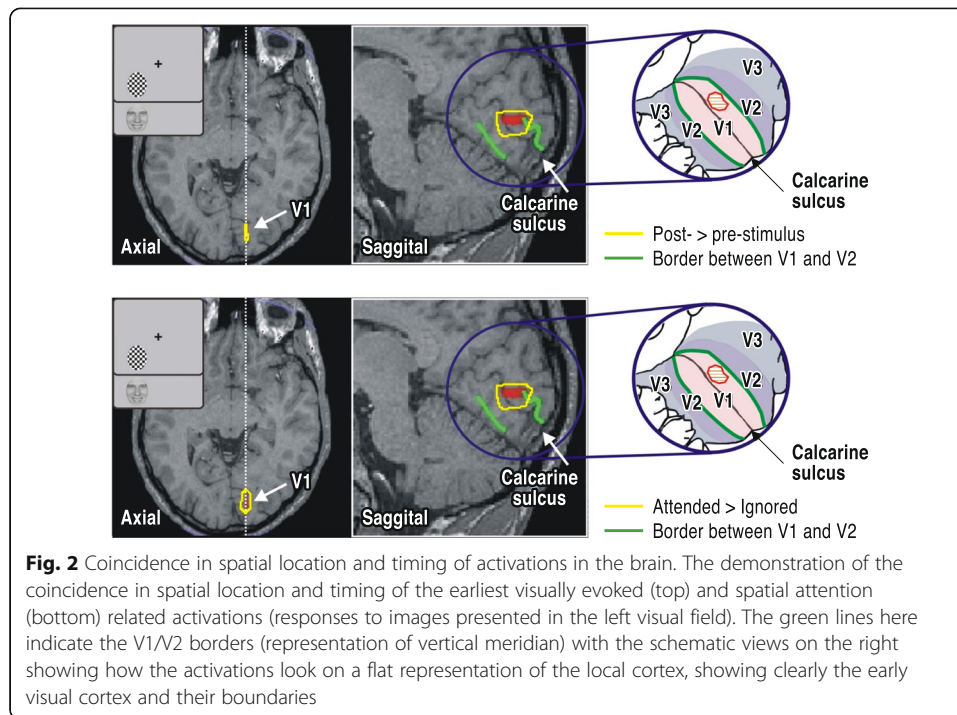 V1
Axial
Calcarine
sulcus
Saggital
V3
V3
V2
V2
V1
Calcarine
sulcus
Post- > pre-stimulus
Border between V1 and V2
V1
Axial
Calcarine
sulcus
Saggital
V3
V3
V2
V2
V1
Calcarine
sulcus
Attended > Ignored
Border between V1 and V2
Fig. 2 Coincidence in spatial location and timing of activations in the brain. The demonstration of the
coincidence in spatial location and timing of the earliest visually evoked (top) and spatial attention
(bottom) related activations (responses to images presented in the left visual field). The green lines here
indicate the V1/V2 borders (representation of vertical meridian) with the schematic views on the right
showing how the activations look on a flat representation of the local cortex, showing clearly the early
visual cortex and their boundaries